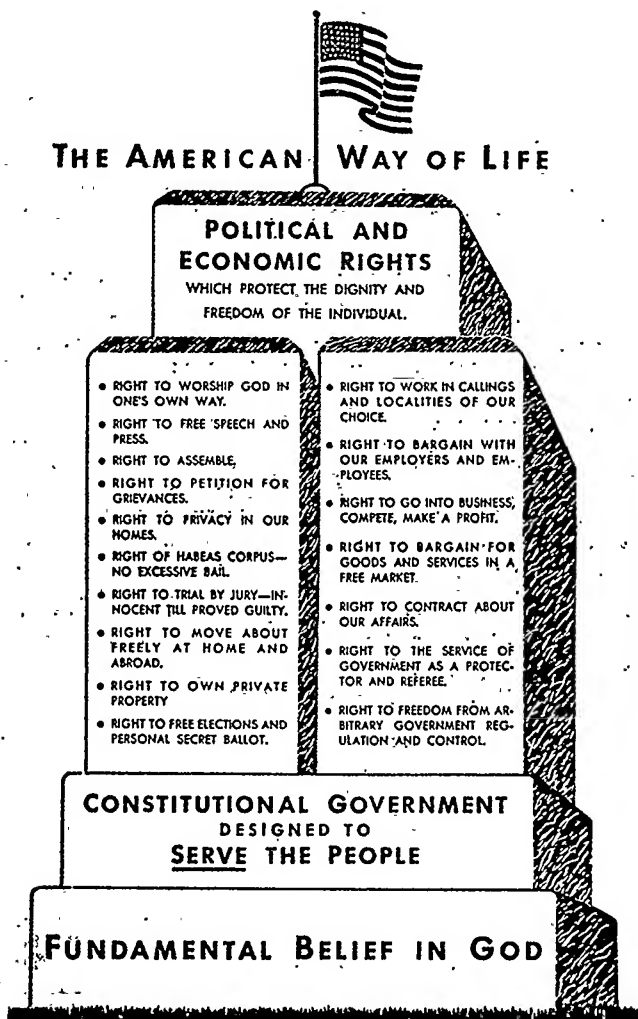 THE AMERICAN WAY OF LIFE
POLITICAL AND
ECONOMIC RIGHTS
WHICH PROTECT THE DIGNITY AND
FREEDOM OF THE INDIVIDUAL.
• RIGHT TO WORSHIP GOD IN
ONE'S OWN WAY.
• RIGHT TO FREE SPEECH AND
PRESS.
• RIGHT TO ASSEMBLE.
• RIGHT TO PETITION FOR
GRIEVANCES.
• RIGHT TO PRIVACY IN OUR
HOMES.
• RIGHT OF HABEAS CORPUS—
NO EXCESSIVE BAIL.
• RIGHT TO TRIAL BY JURY—IN-
NOCENT TILL PROVED GUILTY.
• RIGHT TO MOVE ABOUT
FREELY AT HOME AND
ABROAD.
• RIGHT TO OWN PRIVATE
PROPERTY
• RIGHT TO FREE ELECTIONS AND
PERSONAL SECRET BALLOT.
• RIGHT TO WORK IN CALLINGS
AND LOCALITIES OF OUR
CHOICE.
• RIGHT TO BARGAIN WITH
OUR EMPLOYERS AND EM-
PLOYEES.
• RIGHT TO GO INTO BUSINESS,
COMPETE, MAKE A PROFIT.
• RIGHT TO BARGAIN FOR
GOODS AND SERVICES IN A
FREE MARKET.
• RIGHT TO CONTRACT ABOUT
OUR AFFAIRS.
• RIGHT TO THE SERVICE OF
GOVERNMENT AS A PROTEC-
TOR AND REFEREE.
• RIGHT TO FREEDOM FROM AR-
BITRARY GOVERNMENT REG-
ULATION AND CONTROL.
CONSTITUTIONAL GOVERNMENT
DESIGNED TO
SERVE THE PEOPLE
FUNDAMENTAL BELIEF IN GOD